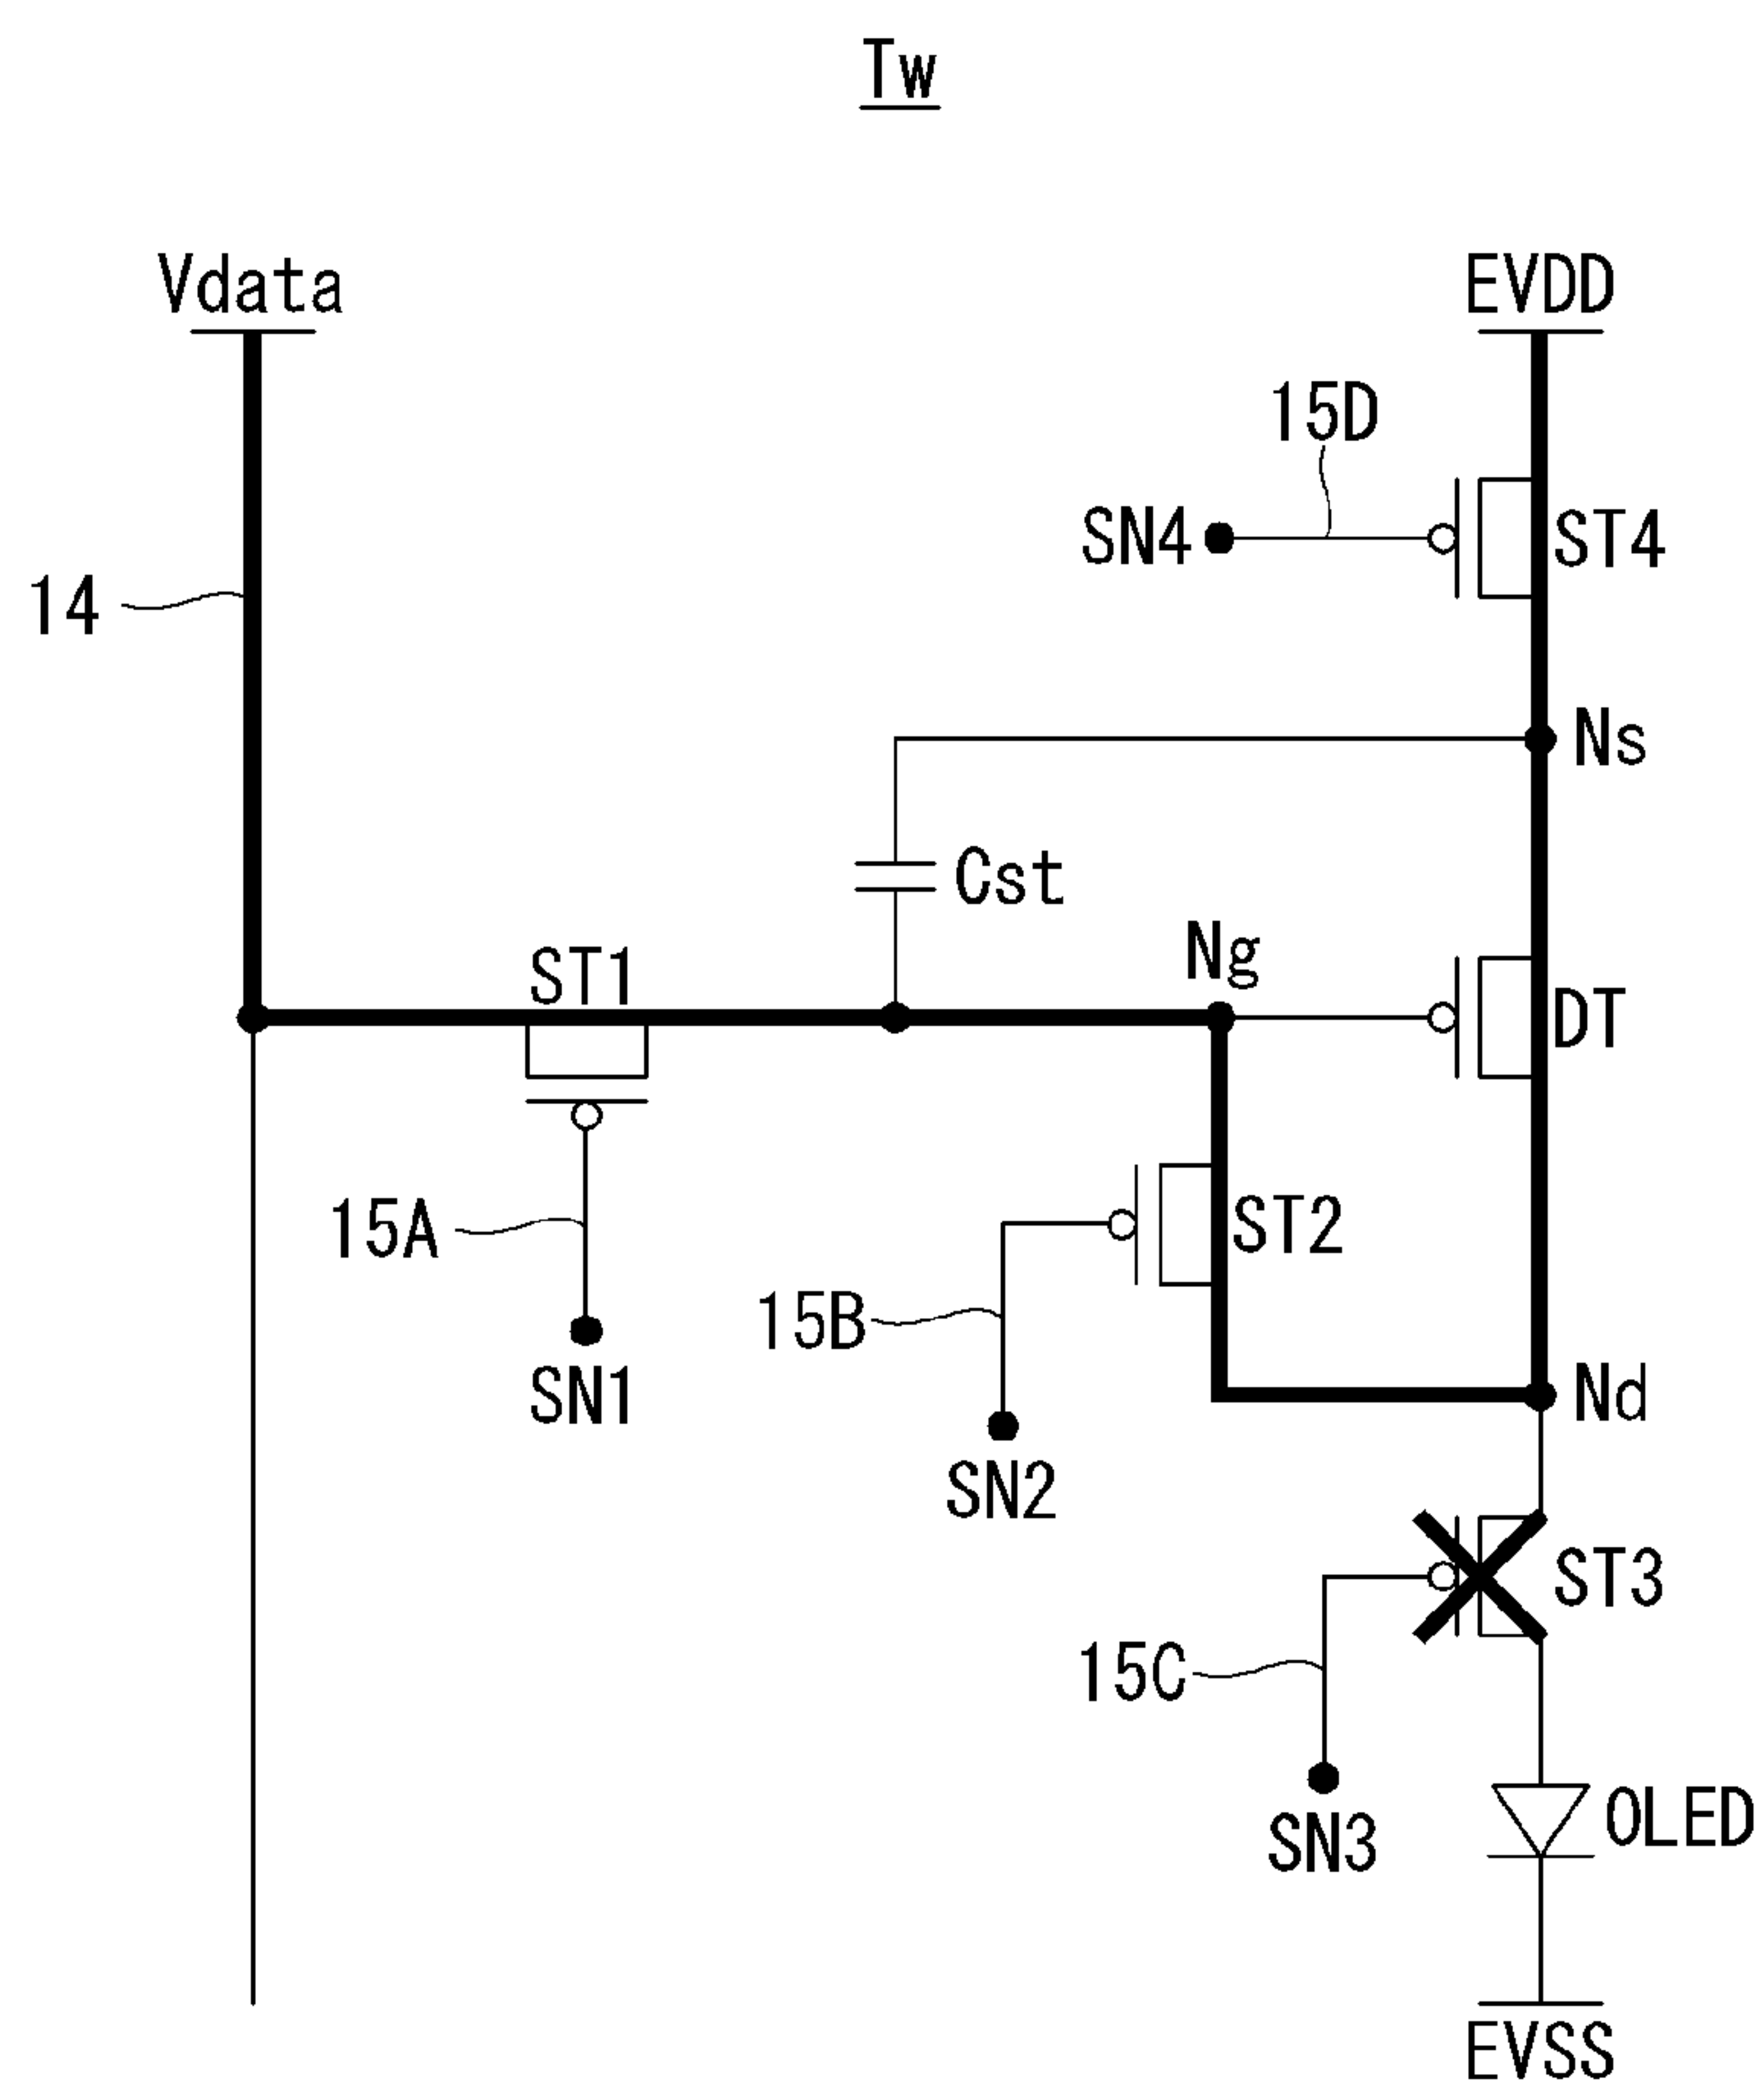 Tw
Vdata
EVDD
15D
SN4
ST4
14
Ns
Cst
Ng
ST1
DT
15A
ST2
15B
SN1
Nd
SN2
ST3
15C
OLED
SN3
EVSS